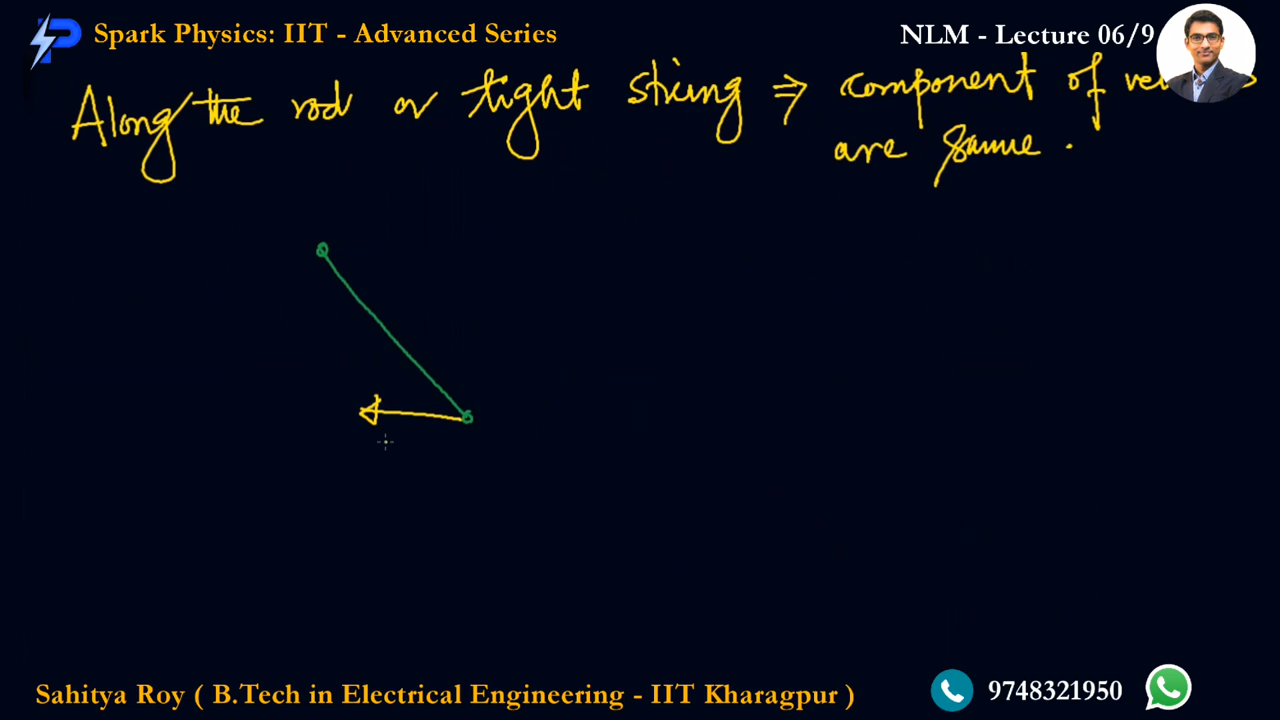 Spark Physics: IIT - Advanced Series
NLM - Lecture 06/9
Along the rod or tight string ⇒ component of
are same.
Sahitya Roy ( B.Tech in Electrical Engineering - IIT Kharagpur )
9748321950